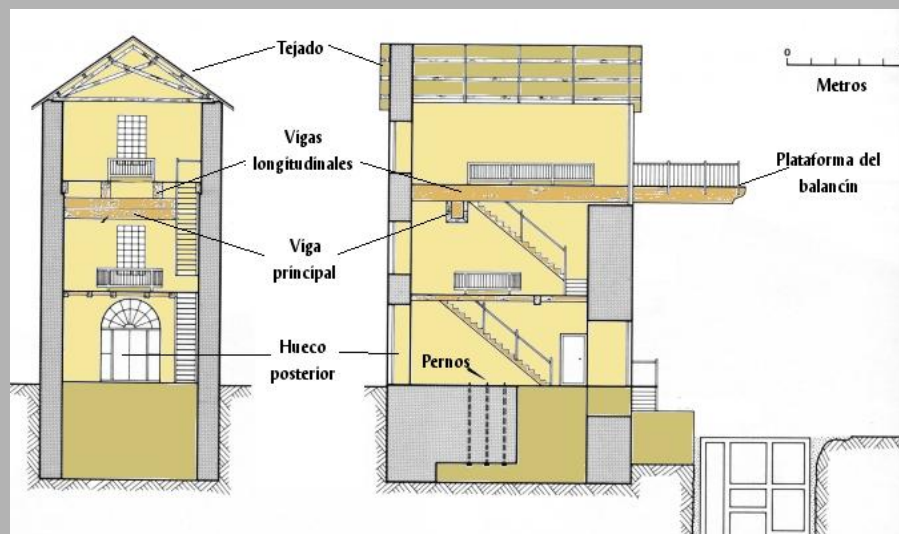 Tejado
0
Metros
Vigas
longitudinales
Plataforma del
balancín
Viga
principal
Hueco
posterior
Pernos